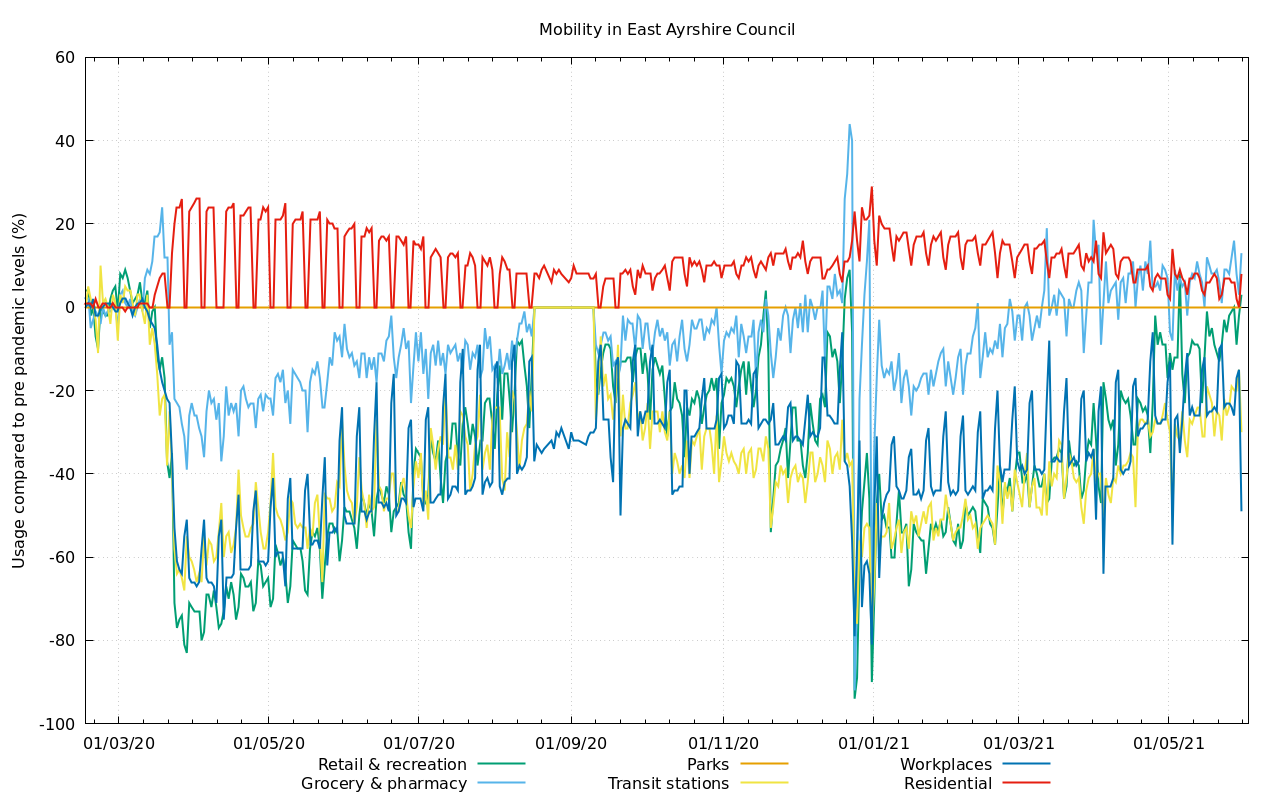 Mobility in East Ayrshire Council
Usage compared to pre pandemic levels (%)
60
40
20
0
-20
-40
-60
-80
-100
01/03/20 01/05/20 01/07/20 01/09/20 01/11/20 01/01/21 01/03/21 01/05/21
Retail & recreation Parks Workplaces
Grocery & pharmacy Transit stations Residential